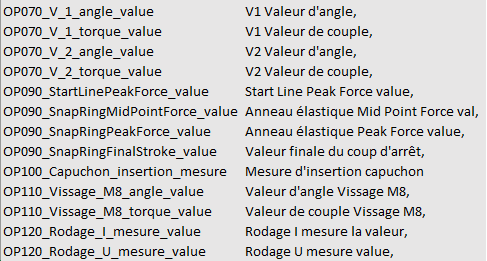 OP070_V_1_angle_value V1 Valeur d'angle,
OP070_V_1_torque_value V1 Valeur de couple,
OP070_V_2_angle_value V2 Valeur d'angle,
OP070_V_2_torque_value V2 Valeur de couple,
OP090_StartLinePeakForce_value Start Line Peak Force value,
OP090_SnapRingMidPointForce_value Anneau élastique Mid Point Force val,
OP090_SnapRingPeakForce_value Anneau élastique Peak Force value,
OP090_SnapRingFinalStroke_value Valeur finale du coup d'arrêt,
OP100_Capuchon_insertion_mesure Mesure d'insertion capuchon
OP110_Vissage_M8_angle_value Valeur d'angle Vissage M8,
OP110_Vissage_M8_torque_value Valeur de couple Vissage M8,
OP120_Rodage_I_mesure_value Rodage I mesure la valeur,
OP120_Rodage_U_mesure_value Rodage U mesure value,